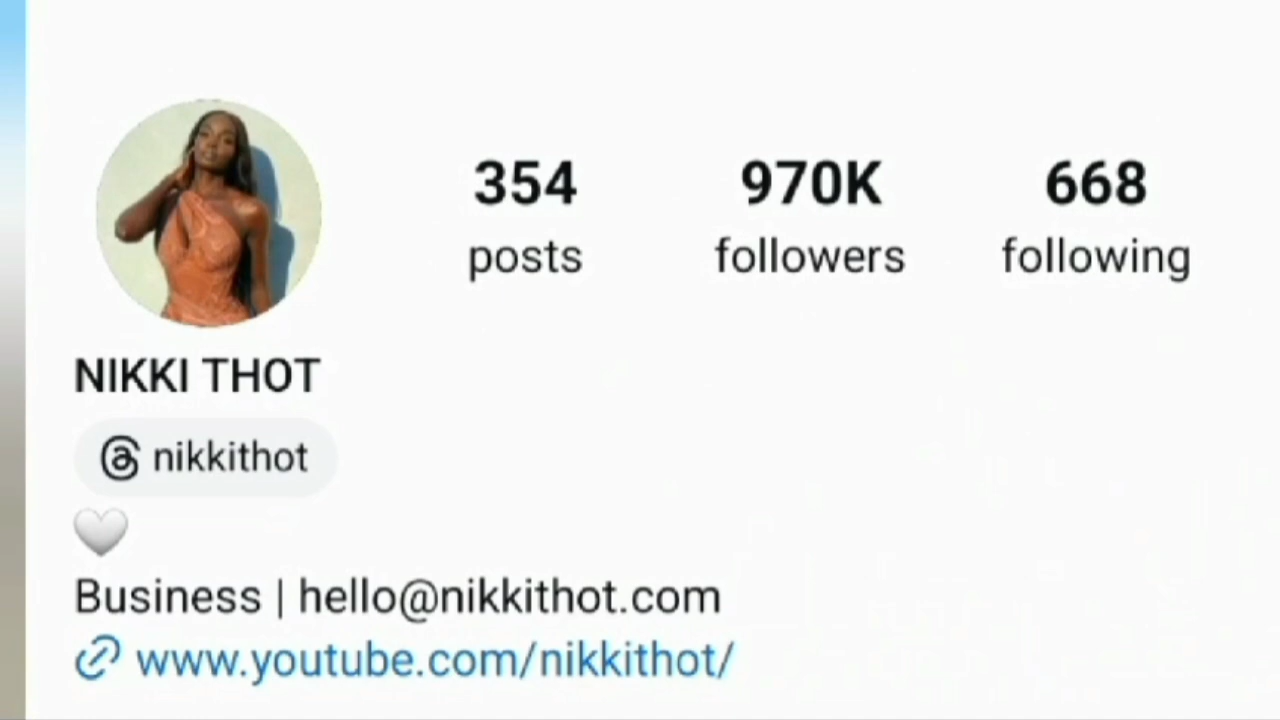 354 970K 668
posts followers following
NIKKI THOT
nikkithot
🤍
Business | hello@nikkithot.com
www.youtube.com/nikkithot/